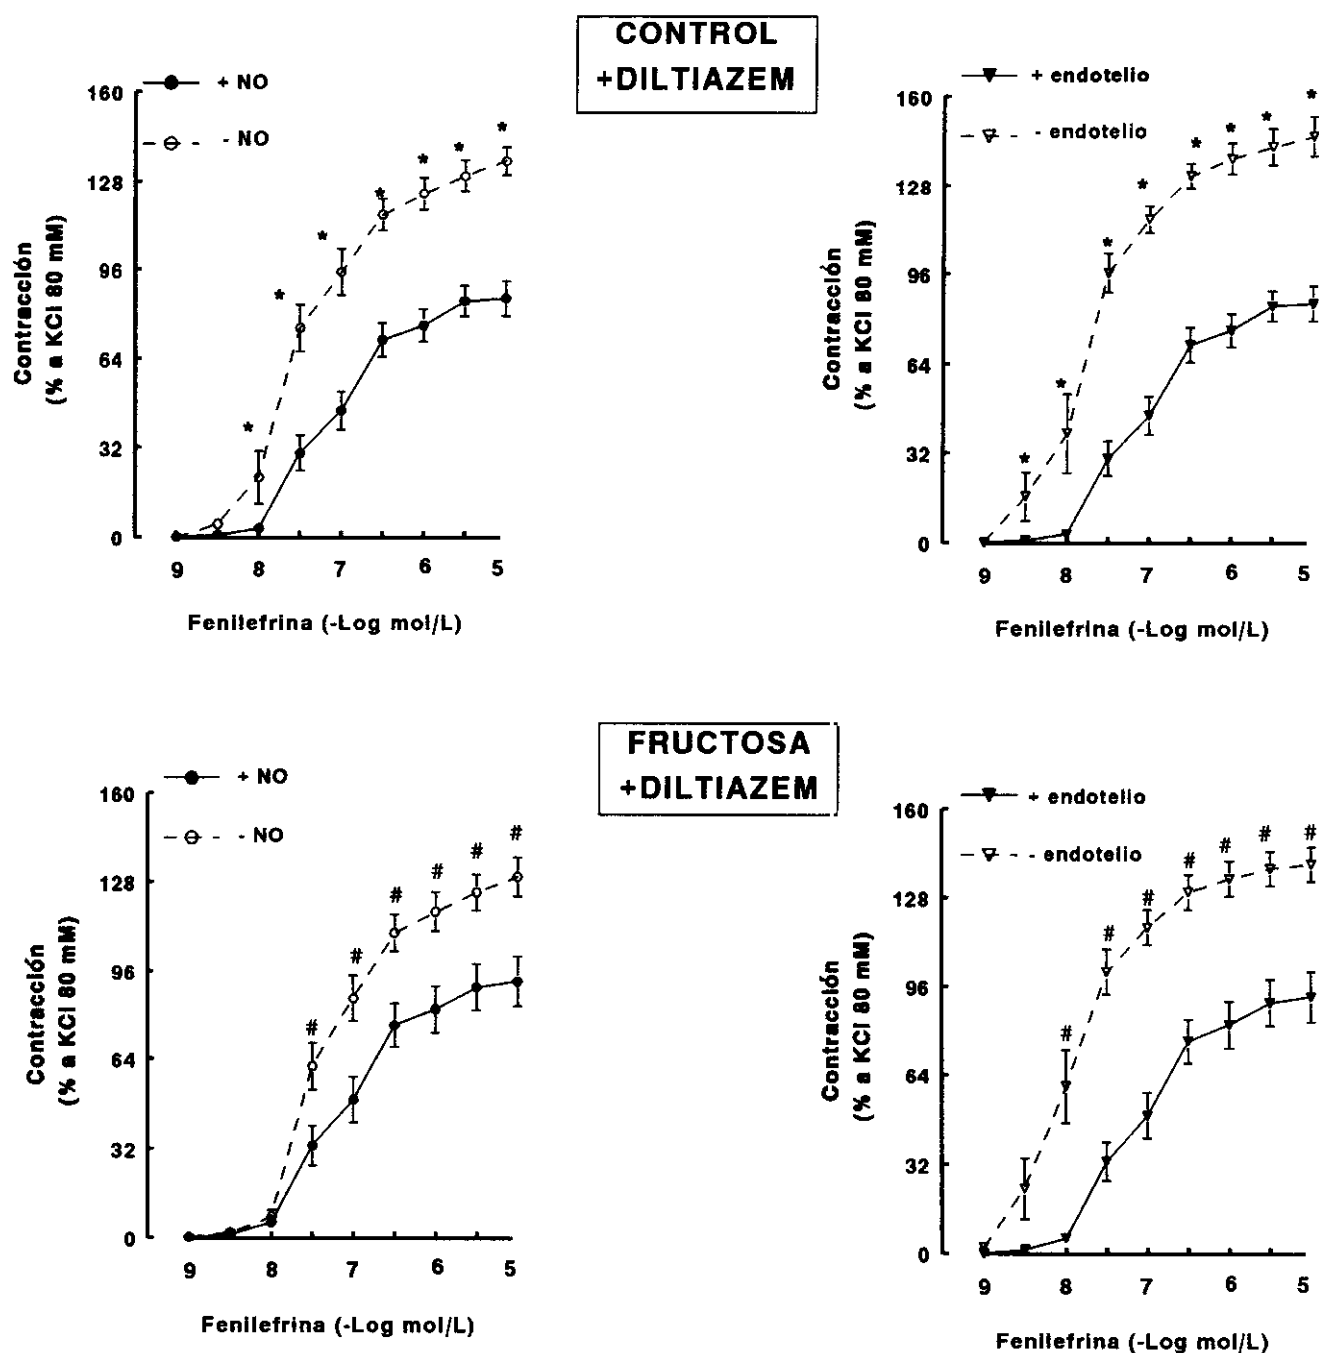 CONTROL
+DILTIAZEM
+ NO
- NO
160
128
96
64
32
0
Contracción
(% a KCl 80 mM)
* * * * * * * *
9 8 7 6 5
Fenilefrina (-Log mol/L)
+ endotelio
- endotelio
160
128
96
64
32
0
Contracción
(% a KCl 80 mM)
* * * * * * * * *
9 8 7 6 5
Fenilefrina (-Log mol/L)
FRUCTOSA
+DILTIAZEM
+ NO
- NO
160
128
96
64
32
0
Contracción
(% a KCl 80 mM)
# # # # # # #
9 8 7 6 5
Fenilefrina (-Log mol/L)
+ endotelio
- endotelio
160
128
96
64
32
0
Contracción
(% a KCl 80 mM)
# # # # # # # #
9 8 7 6 5
Fenilefrina (-Log mol/L)